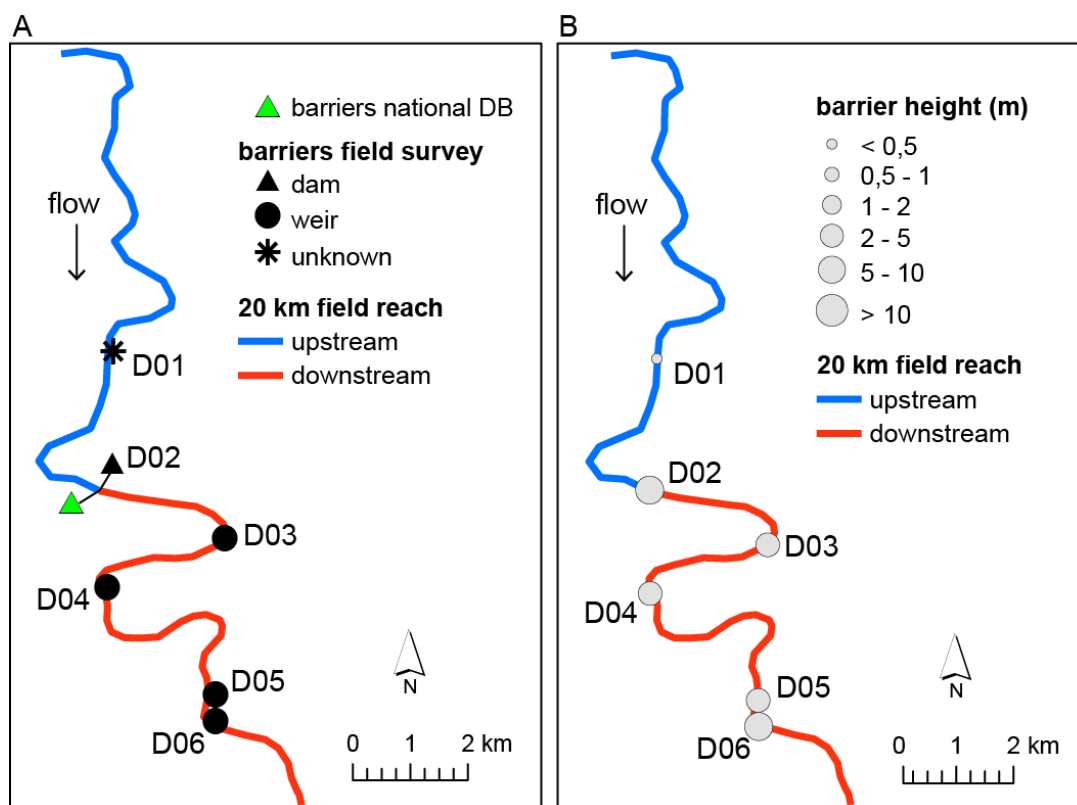 A
barriers national DB
barriers field survey
dam
weir
unknown
flow
20 km field reach
upstream
downstream
D01
D02
D03
D04
D05
D06
N
0 1 2 km
B
barrier height (m)
< 0,5
0,5 - 1
1 - 2
2 - 5
5 - 10
> 10
flow
20 km field reach
upstream
downstream
D01
D02
D03
D04
D05
D06
N
0 1 2 km